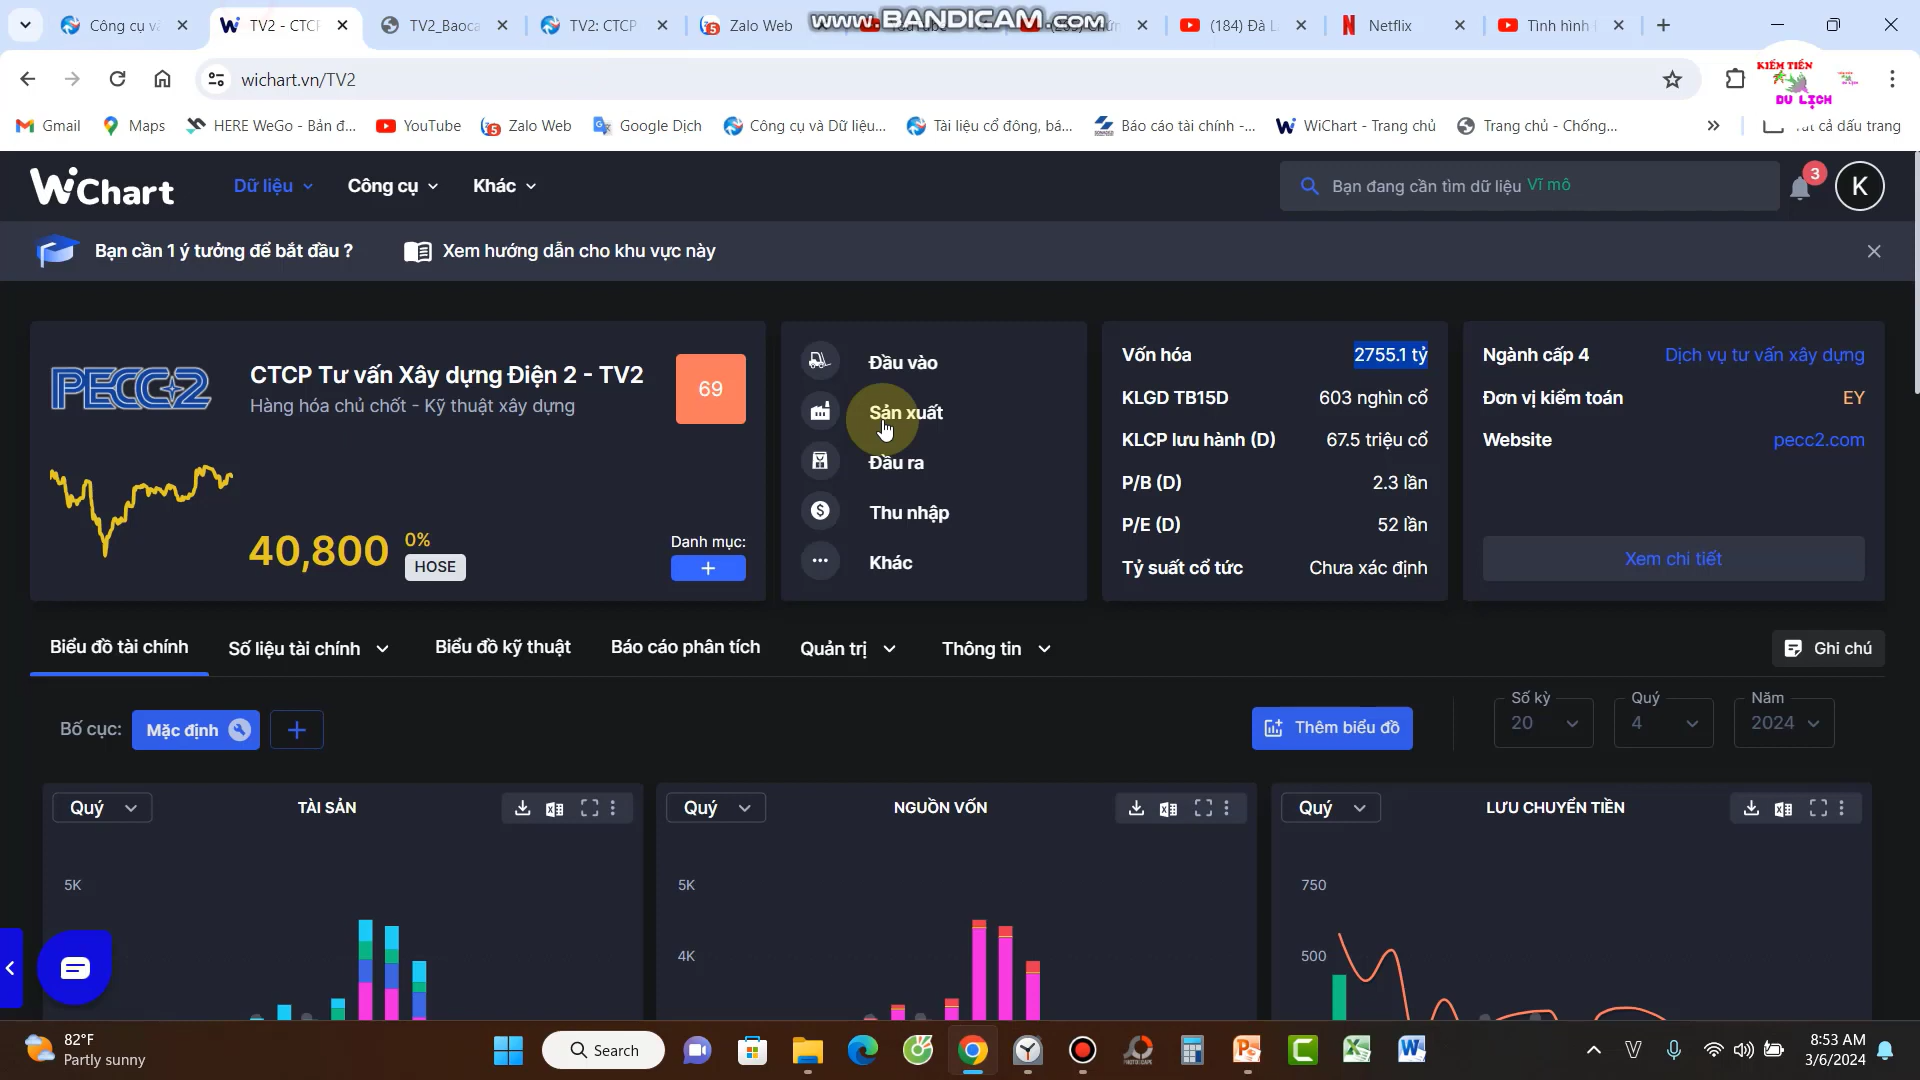 Công cụ và
TV2 - CTCP
TV2_Baoca
TV2: CTCP
Zalo Web
www.BANDICAM.com
(184) Đà L
Netflix
Tình hình
wichart.vn/TV2
KIẾM TIỀN
DU LỊCH
Gmail
Maps
HERE WeGo - Bản đ...
YouTube
Zalo Web
Google Dịch
Công cụ và Dữ liệu...
Tài liệu cổ đông, bá...
Báo cáo tài chính -...
WiChart - Trang chủ
Trang chủ - Chống...
»
cả dấu trang
WiChart
Dữ liệu
Công cụ
Khác
Bạn đang cần tìm dữ liệu Vĩ mô
3
K
Bạn cần 1 ý tưởng để bắt đầu ?
Xem hướng dẫn cho khu vực này
PECC2
CTCP Tư vấn Xây dựng Điện 2 - TV2
Hàng hóa chủ chốt - Kỹ thuật xây dựng
69
40,800
0%
HOSE
Danh mục:
+
Đầu vào
Sản xuất
Đầu ra
Thu nhập
Khác
Vốn hóa 2755.1 tỷ
KLGD TB15D 603 nghìn cổ
KLCP lưu hành (D) 67.5 triệu cổ
P/B (D) 2.3 lần
P/E (D) 52 lần
Tỷ suất cổ tức Chưa xác định
Ngành cấp 4 Dịch vụ tư vấn xây dựng
Đơn vị kiểm toán EY
Website pecc2.com
Xem chi tiết
Biểu đồ tài chính
Số liệu tài chính
Biểu đồ kỹ thuật
Báo cáo phân tích
Quản trị
Thông tin
Ghi chú
Bố cục:
Mặc định
+
Thêm biểu đồ
Số kỳ
20
Quý
4
Năm
2024
Quý
TÀI SẢN
5K
Quý
NGUỒN VỐN
5K
4K
Quý
LƯU CHUYỂN TIỀN
750
500
82°F
Partly sunny
Search
8:53 AM
3/6/2024